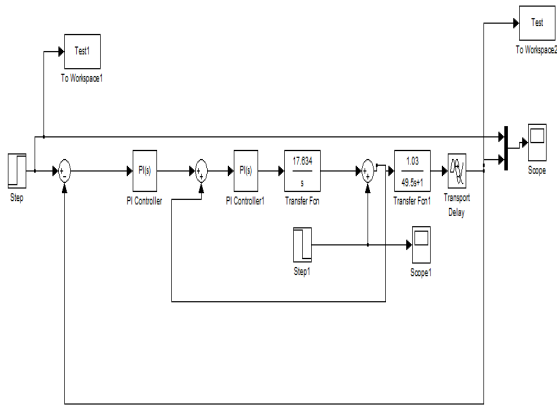 Test
To Workspace2
Test1
To Workspace1
Scope
Step
+
-
PI(s)
PI Controller
+
+
PI(s)
PI Controller1
17.634
s
Transfer Fcn
+
+
1.03
49.5s+1
Transfer Fcn1
Transport
Delay
Step1
Scope1